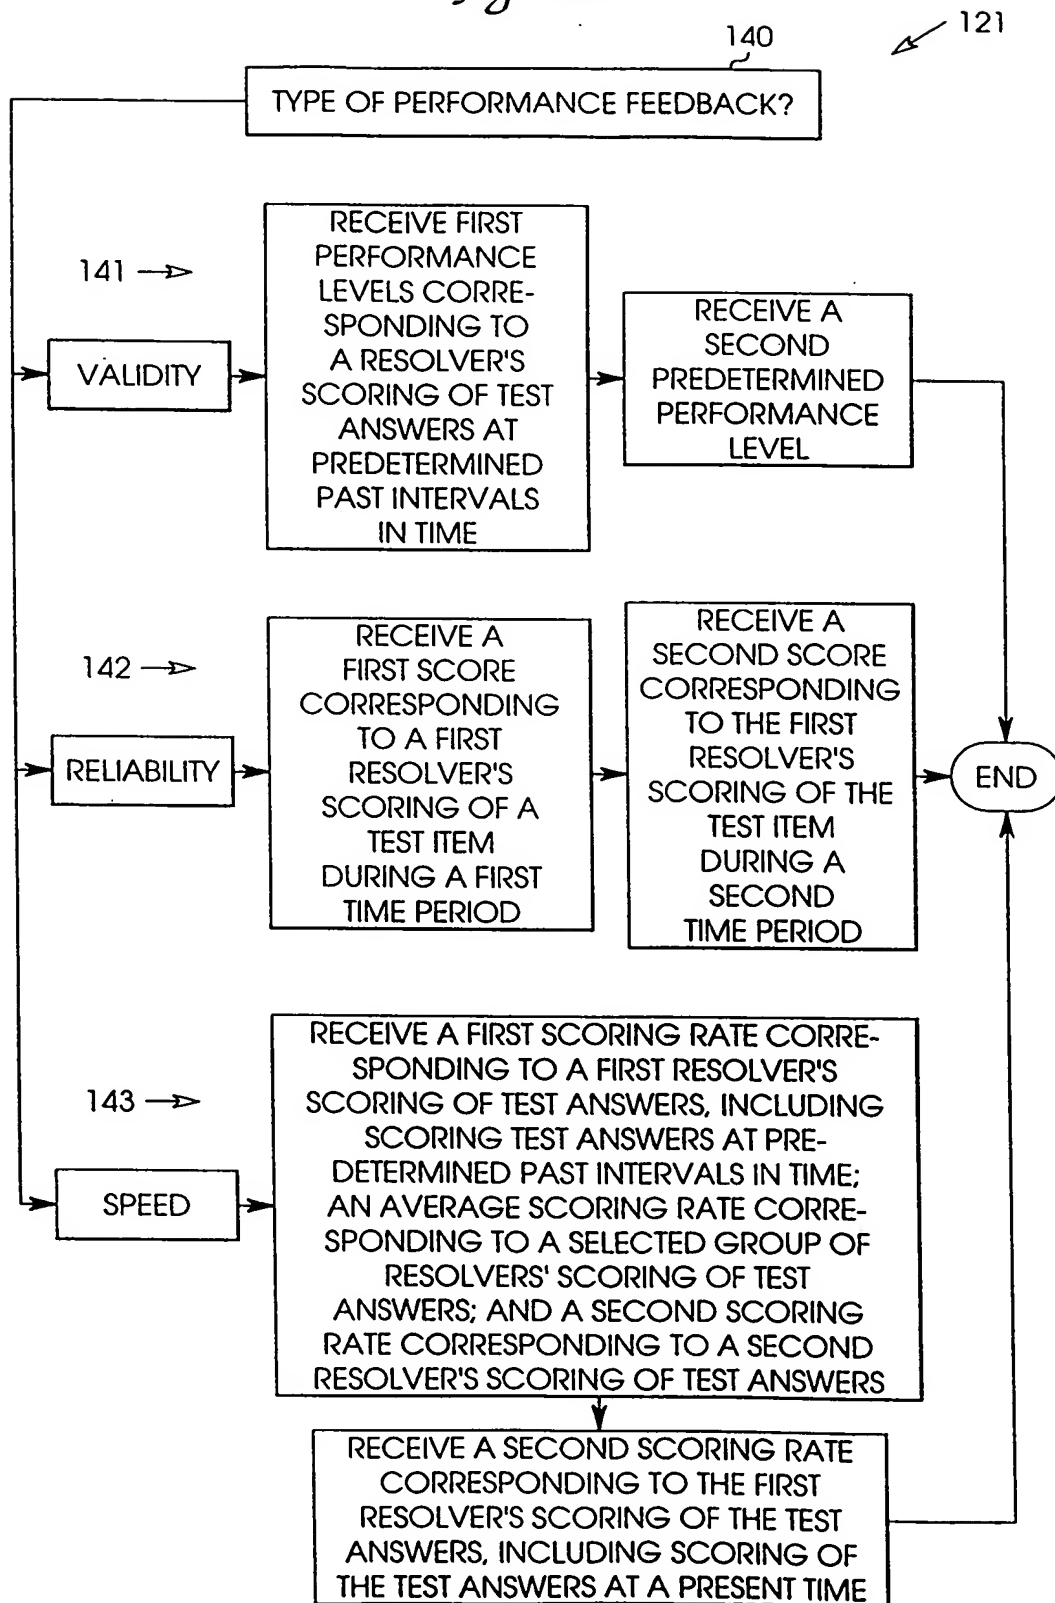 121
140
TYPE OF PERFORMANCE FEEDBACK?
141
VALIDITY
RECEIVE FIRST
PERFORMANCE
LEVELS CORRE-
SPONDING TO
A RESOLVER'S
SCORING OF TEST
ANSWERS AT
PREDETERMINED
PAST INTERVALS
IN TIME
RECEIVE A
SECOND
PREDETERMINED
PERFORMANCE
LEVEL
142
RELIABILITY
RECEIVE A
FIRST SCORE
CORRESPONDING
TO A FIRST
RESOLVER'S
SCORING OF A
TEST ITEM
DURING A FIRST
TIME PERIOD
RECEIVE A
SECOND SCORE
CORRESPONDING
TO THE FIRST
RESOLVER'S
SCORING OF THE
TEST ITEM
DURING A
SECOND
TIME PERIOD
END
143
SPEED
RECEIVE A FIRST SCORING RATE CORRE-
SPONDING TO A FIRST RESOLVER'S
SCORING OF TEST ANSWERS, INCLUDING
SCORING TEST ANSWERS AT PRE-
DETERMINED PAST INTERVALS IN TIME;
AN AVERAGE SCORING RATE CORRE-
SPONDING TO A SELECTED GROUP OF
RESOLVERS' SCORING OF TEST
ANSWERS; AND A SECOND SCORING
RATE CORRESPONDING TO A SECOND
RESOLVER'S SCORING OF TEST ANSWERS
RECEIVE A SECOND SCORING RATE
CORRESPONDING TO THE FIRST
RESOLVER'S SCORING OF THE TEST
ANSWERS, INCLUDING SCORING OF
THE TEST ANSWERS AT A PRESENT TIME